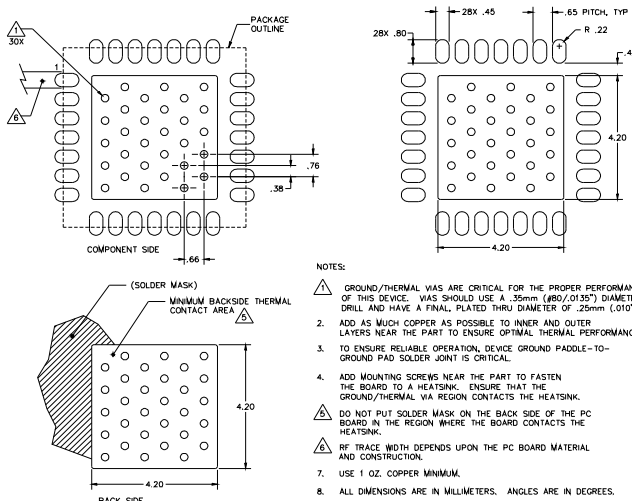 1
30X
PACKAGE
OUTLINE
1
6
.76
.38
COMPONENT SIDE
.66
28X .45
.65 PITCH, TYP
28X .80
R .22
4.20
4.20
(SOLDER MASK)
MINIMUM BACKSIDE THERMAL
CONTACT AREA 5
4.20
4.20
BACK SIDE
NOTES:
1 GROUND/THERMAL VIAS ARE CRITICAL FOR THE PROPER
OF THIS DEVICE. VIAS SHOULD USE A .35mm (#80/.0135")
DRILL AND HAVE A FINAL, PLATED THRU DIAMETER OF .25mm (.010"
2. ADD AS MUCH COPPER AS POSSIBLE TO INNER AND OUTER
LAYERS NEAR THE PART TO ENSURE OPTIMAL THERMAL
3. TO ENSURE RELIABLE OPERATION, DEVICE GROUND PADDLE-TO-
GROUND PAD SOLDER JOINT IS CRITICAL.
4. ADD MOUNTING SCREWS NEAR THE PART TO FASTEN
THE BOARD TO A HEATSINK. ENSURE THAT THE
GROUND/THERMAL VIA REGION CONTACTS THE HEATSINK.
5 DO NOT PUT SOLDER MASK ON THE BACK SIDE OF THE PC
BOARD IN THE REGION WHERE THE BOARD CONTACTS THE
HEATSINK.
6 RF TRACE WIDTH DEPENDS UPON THE PC BOARD MATERIAL
AND CONSTRUCTION.
7. USE 1 OZ. COPPER MINIMUM.
8. ALL DIMENSIONS ARE IN MILLIMETERS. ANGLES ARE IN DEGREES.